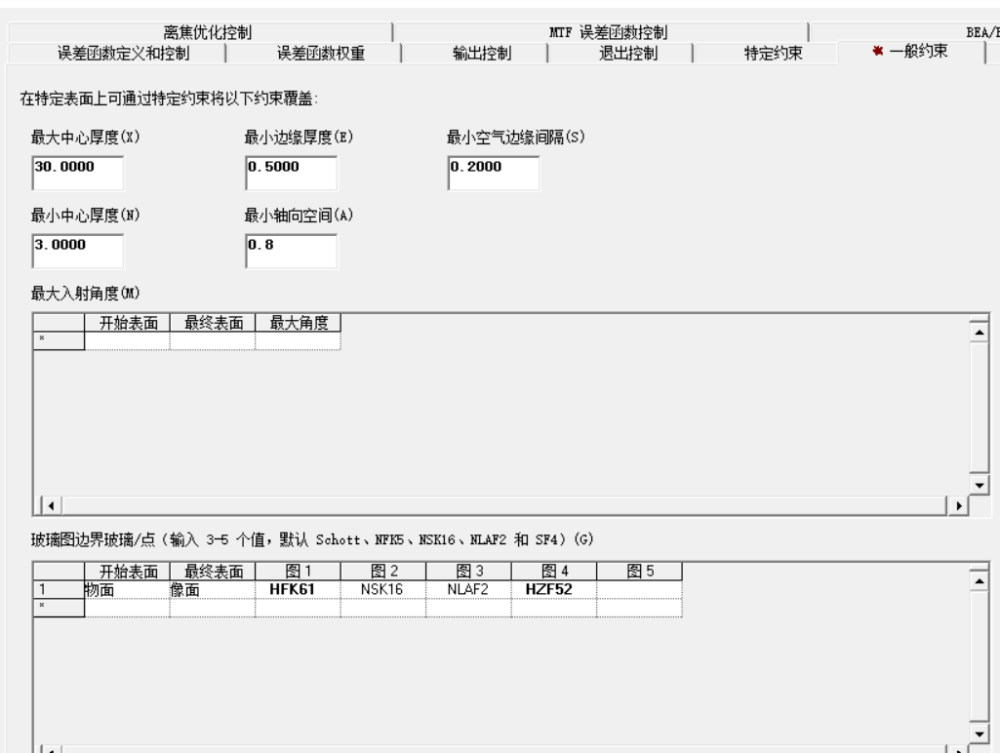 离焦优化控制 MTF 误差函数控制 BEA/
误差函数定义和控制 误差函数权重 输出控制 退出控制 特定约束 一般约束
在特定表面上可通过特定约束将以下约束覆盖:
最大中心厚度(X) 最小边缘厚度(E) 最小空气边缘间隔(S)
30.0000 0.5000 0.2000
最小中心厚度(N) 最小轴向空间(A)
3.0000 0.8
最大入射角度(M)
开始表面 最终表面 最大角度
*
玻璃图边界玻璃/点（输入 3-5 个值，默认 Schott、NFK5、NSK16、NLAF2 和 SF4）(G)
开始表面 最终表面 图1 图2 图3 图4 图5
1 物面 像面 HFK61 NSK16 NLAF2 HZF52
*